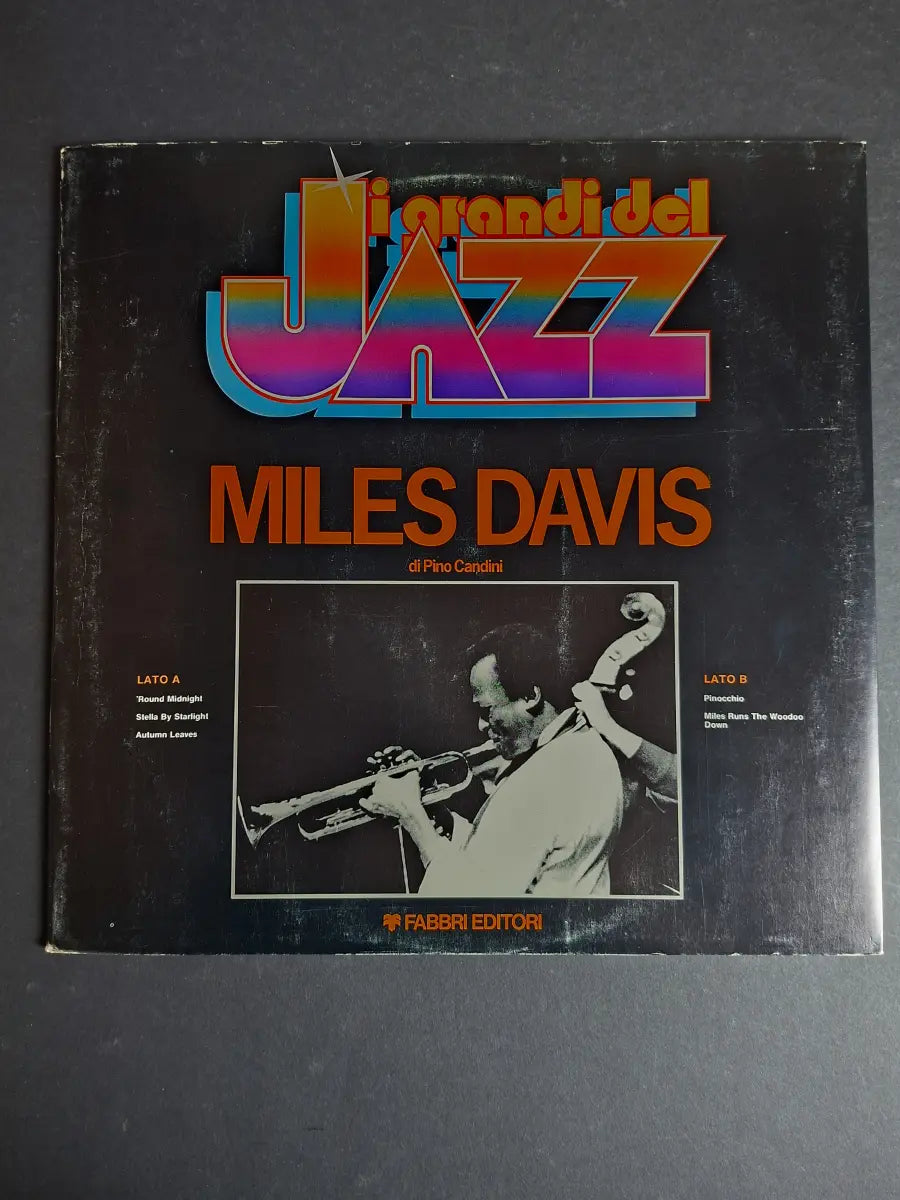 i grandi del
JAZZ
MILES DAVIS
di Pino Candini
LATO A
'Round Midnight
Stella By Starlight
Autumn Leaves
LATO B
Pinocchio
Miles Runs The Woodoo
Down
FABBRI EDITORI